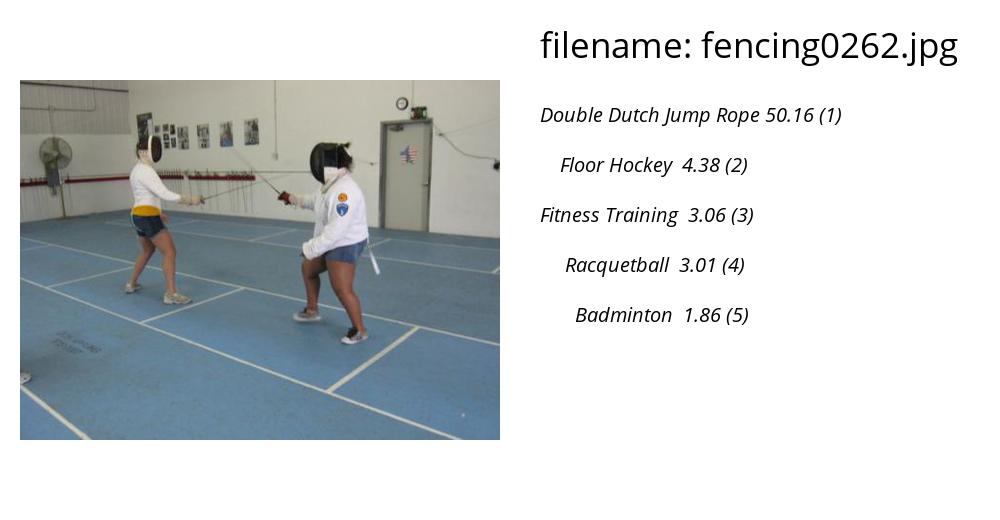 filename: fencing0262.jpg
Double Dutch Jump Rope 50.16 (1)
Floor Hockey 4.38 (2)
Fitness Training 3.06 (3)
Racquetball 3.01 (4)
Badminton 1.86 (5)